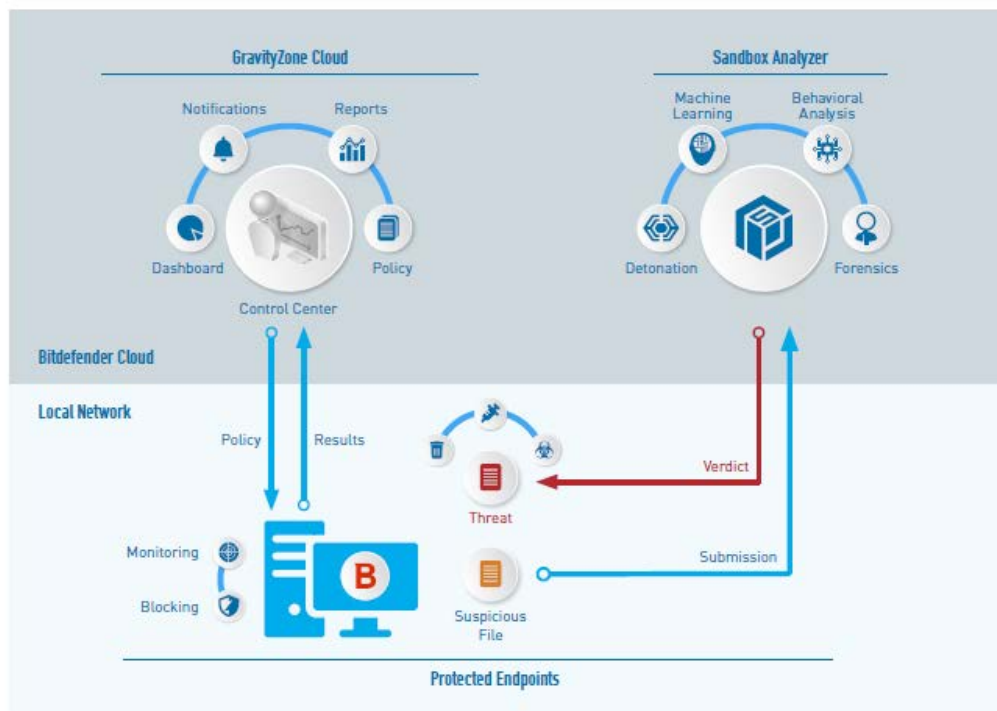 GravityZone Cloud
Sandbox Analyzer
Notifications
Reports
Machine
Learning
Behavioral
Analysis
Dashboard
Policy
Detonation
Forensics
Control Center
Bitdefender Cloud
Local Network
Policy
Results
Verdict
Threat
Monitoring
Submission
Blocking
B
Suspicious
File
Protected Endpoints